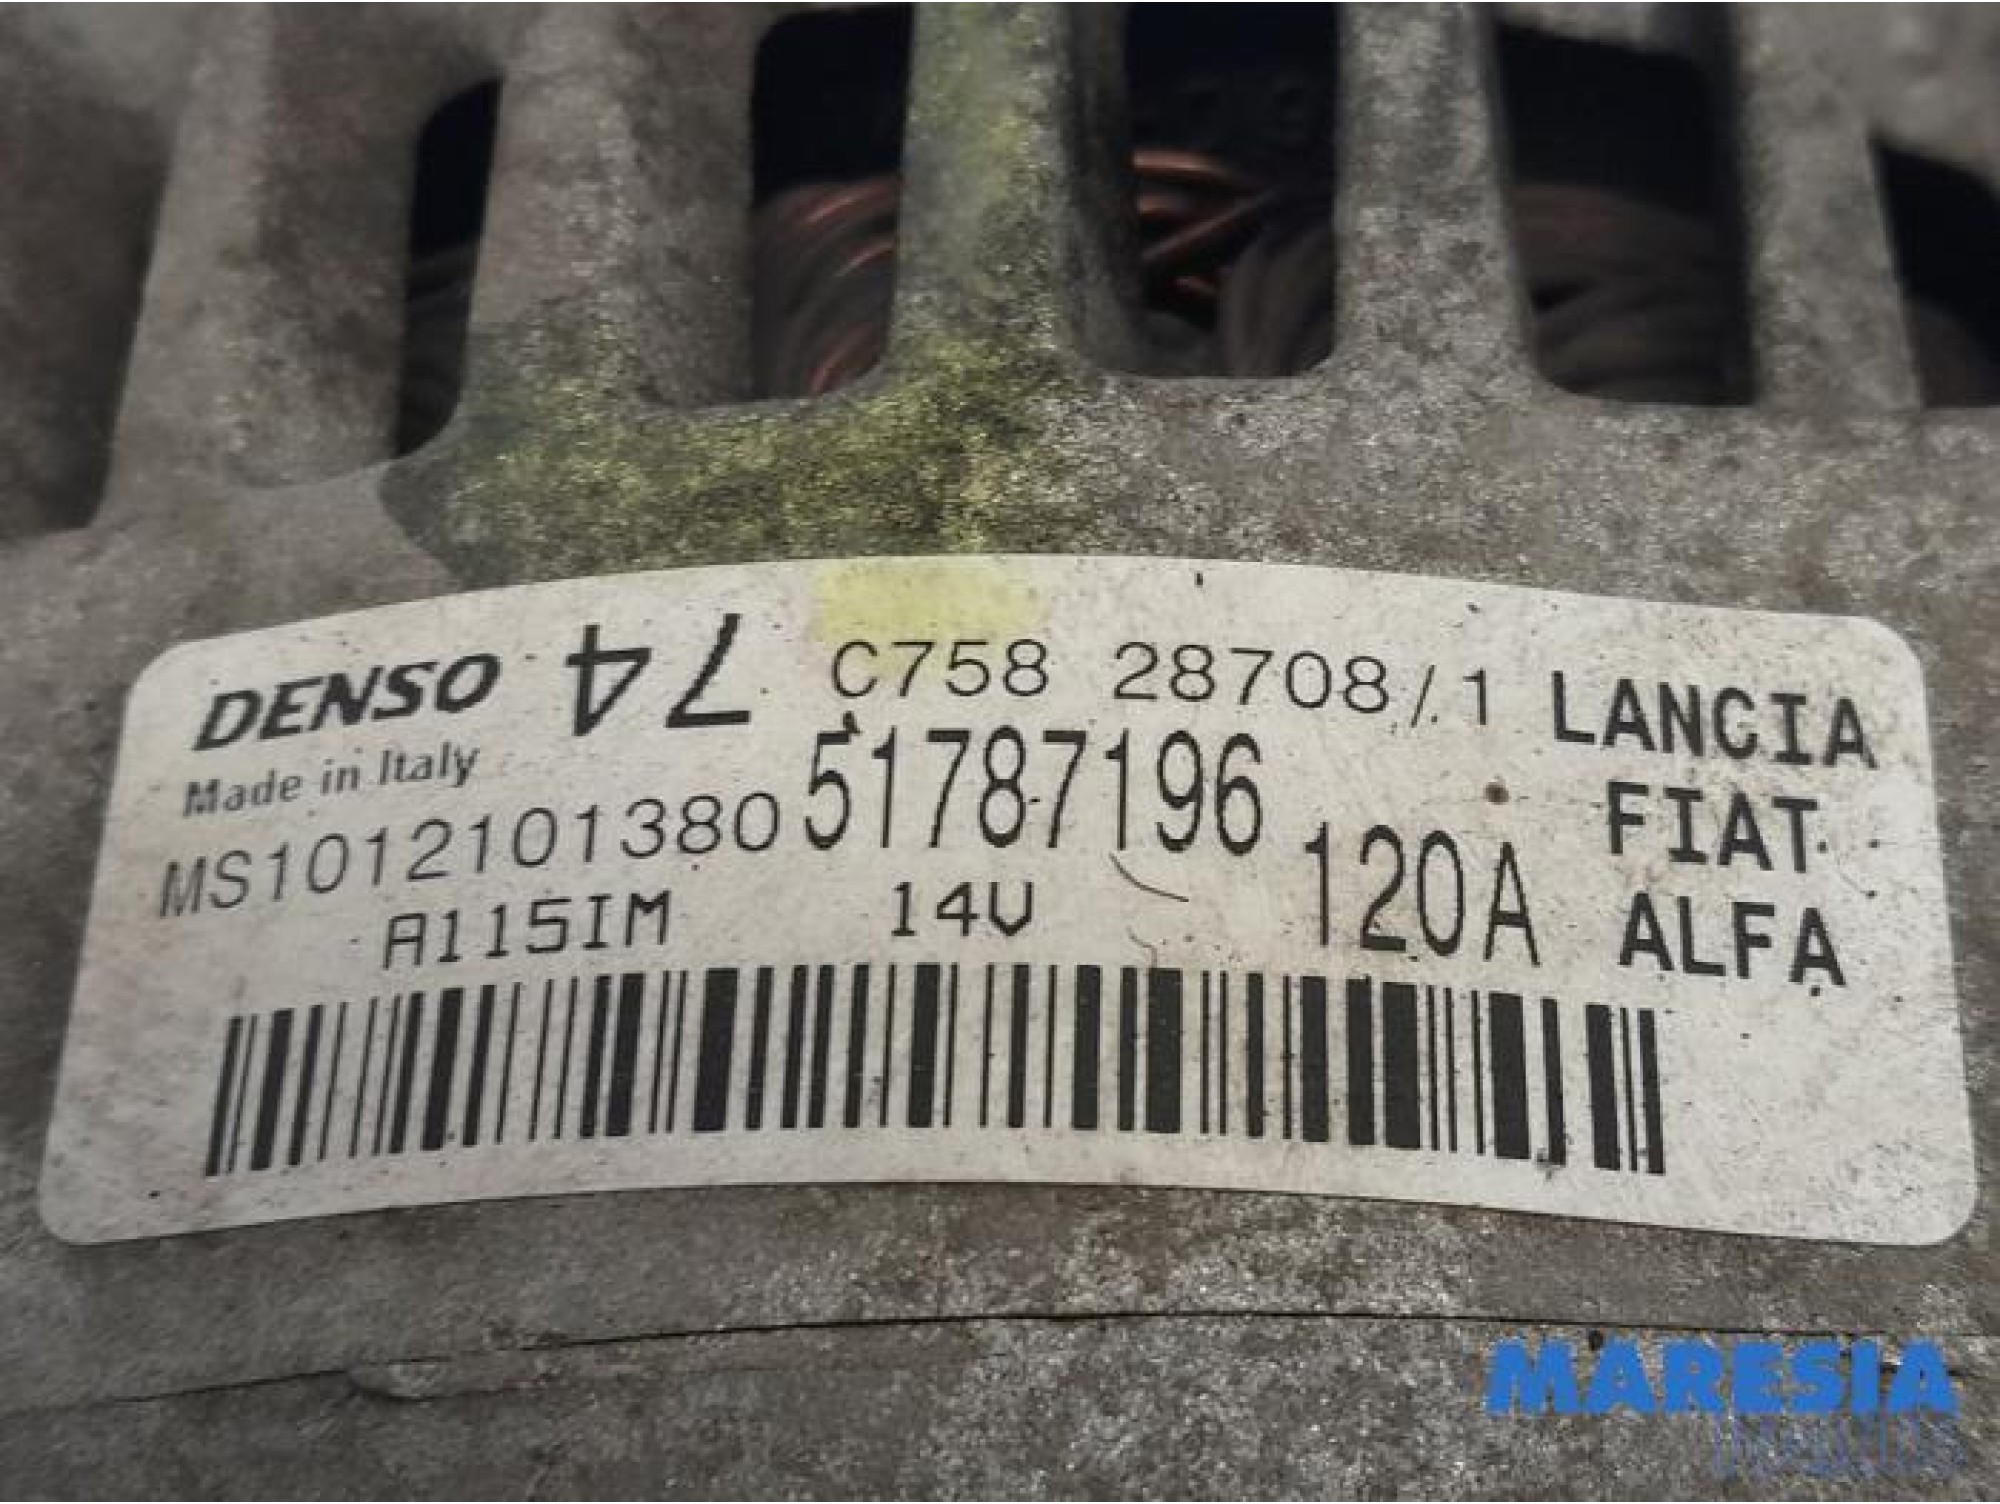 DENSO 74 C758 28708/.1 LANCIA
Made in Italy 51787196 FIAT
MS1012101380 120A ALFA
A115IM 14V
MARESIA